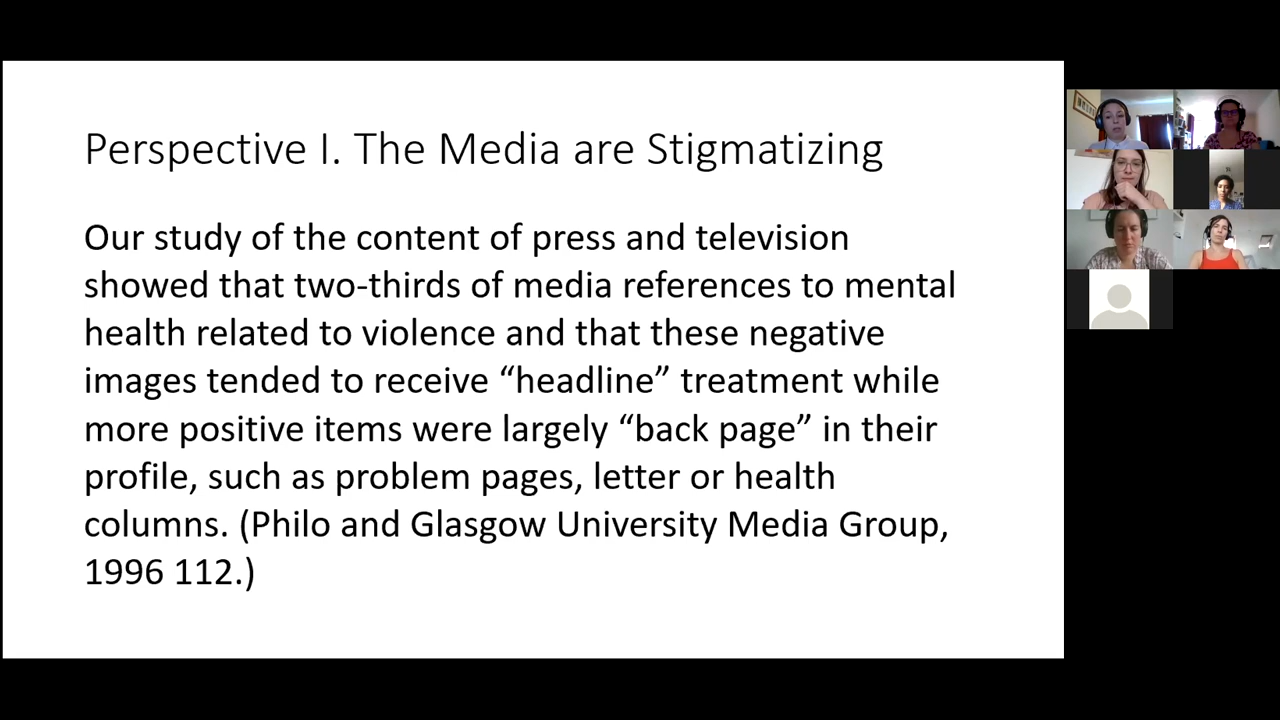 Perspective I. The Media are Stigmatizing
Our study of the content of press and television
showed that two-thirds of media references to mental
health related to violence and that these negative
images tended to receive “headline” treatment while
more positive items were largely “back page” in their
profile, such as problem pages, letter or health
columns. (Philo and Glasgow University Media Group,
1996 112.)